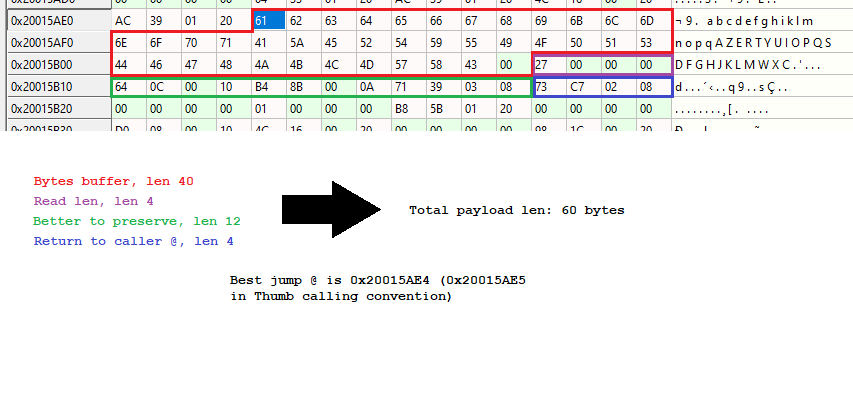 0x20015AE0 AC 39 01 20 61 62 63 64 65 66 67 68 69 6B 6C 6D ¬9. abcdefghiklm
0x20015AF0 6E 6F 70 71 41 5A 45 52 54 59 55 49 4F 50 51 53 nopqAZERTYUIOPQS
0x20015B00 44 46 47 48 4A 4B 4C 4D 57 58 43 00 27 00 00 00 DFGHJKLMWXC.'...
0x20015B10 64 0C 00 10 B4 8B 00 0A 71 39 03 08 73 C7 02 08 d...´‹..q9..sÇ..
0x20015B20 00 00 00 00 01 00 00 00 B8 5B 01 20 00 00 00 00 ........¸[. ....
Bytes buffer, len 40
Read len, len 4
Better to preserve, len 12
Return to caller @, len 4
Total payload len: 60 bytes
Best jump @ is 0x20015AE4 (0x20015AE5
in Thumb calling convention)